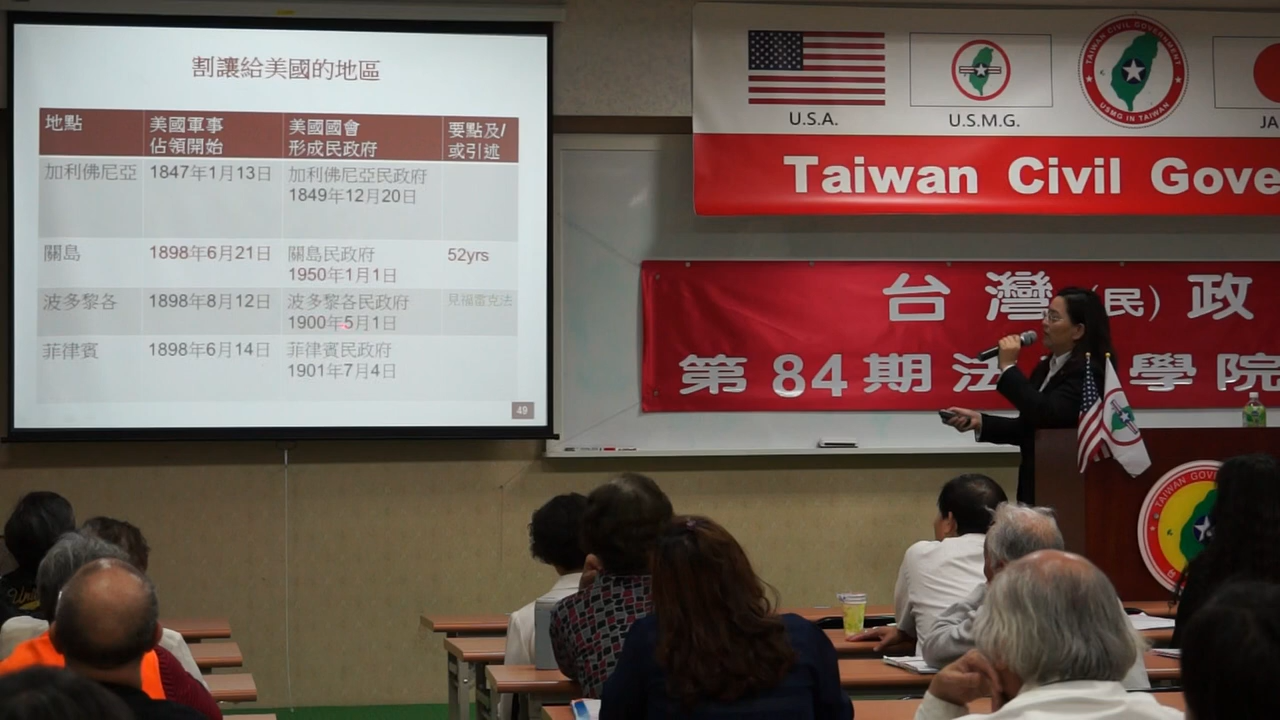 割讓給美國的地區
地點
美國軍事
佔領開始
美國國會
形成民政府
要點及/
或引述
加利佛尼亞
1847年1月13日
加利佛尼亞民政府
1849年12月20日
關島
1898年6月21日
關島民政府
1950年1月1日
52yrs
波多黎各
1898年8月12日
波多黎各民政府
1900年5月1日
見福雷克法
菲律賓
1898年6月14日
菲律賓民政府
1901年7月4日
49
U.S.A.
U.S.M.G.
TAIWAN CIVIL GOVERNMENT
USMG IN TAIWAN
JA
Taiwan Civil Gove
台灣(民)政
第84期法學院
TAIWAN GOV